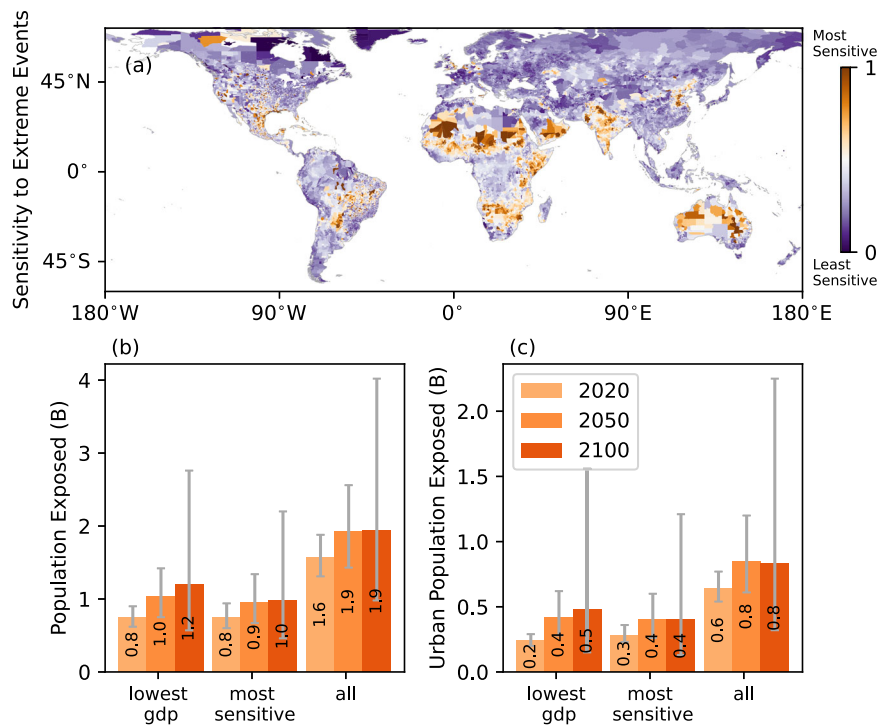 Sensitivity to Extreme Events
(a)
45°N
0°
45°S
180°W
90°W
0°
90°E
180°E
Most
Sensitive
1
0
Least
Sensitive
(b)
Population Exposed (B)
4
3
2
1
0
0.8
1.0
1.2
0.8
0.9
1.0
1.6
1.9
1.9
lowest
gdp
most
sensitive
all
(c)
Urban Population Exposed (B)
2.0
1.5
1.0
0.5
0.0
2020
2050
2100
0.2
0.4
0.5
0.3
0.4
0.4
0.6
0.8
0.8
lowest
gdp
most
sensitive
all